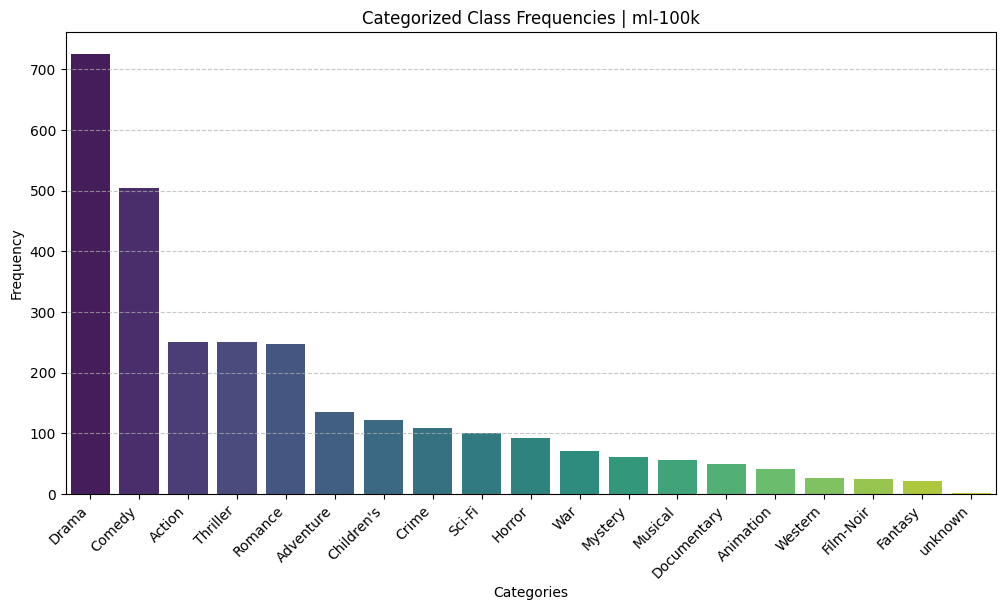 Categorized Class Frequencies | ml-100k
Frequency
700
600
500
400
300
200
100
0
Drama
Comedy
Action
Thriller
Romance
Adventure
Children's
Crime
Sci-Fi
Horror
War
Mystery
Musical
Documentary
Animation
Western
Film-Noir
Fantasy
unknown
Categories